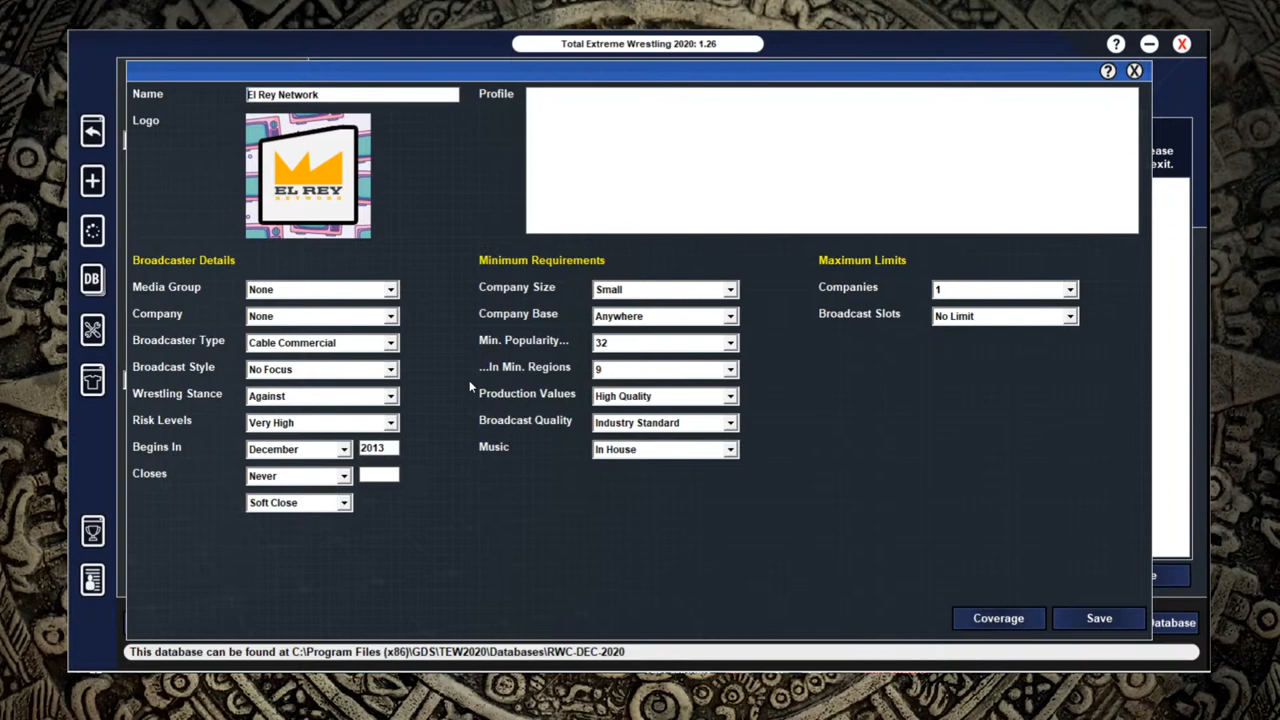 Total Extreme Wrestling 2020: 1.26
? X
? X
Name El Rey Network Profile
Logo
EL REY
NETWORK
ease
exit.
Broadcaster Details Minimum Requirements Maximum Limits
Media Group None Company Size Small Companies 1
Company None Company Base Anywhere Broadcast Slots No Limit
Broadcaster Type Cable Commercial Min. Popularity... 32
Broadcast Style No Focus ...In Min. Regions 9
Wrestling Stance Against Production Values High Quality
Risk Levels Very High Broadcast Quality Industry Standard
Begins In December 2013 Music In House
Closes Never
Soft Close
DB
e
Coverage Save
Database
This database can be found at C:\Program Files (x86)\GDS\TEW2020\Databases\RWC-DEC-2020